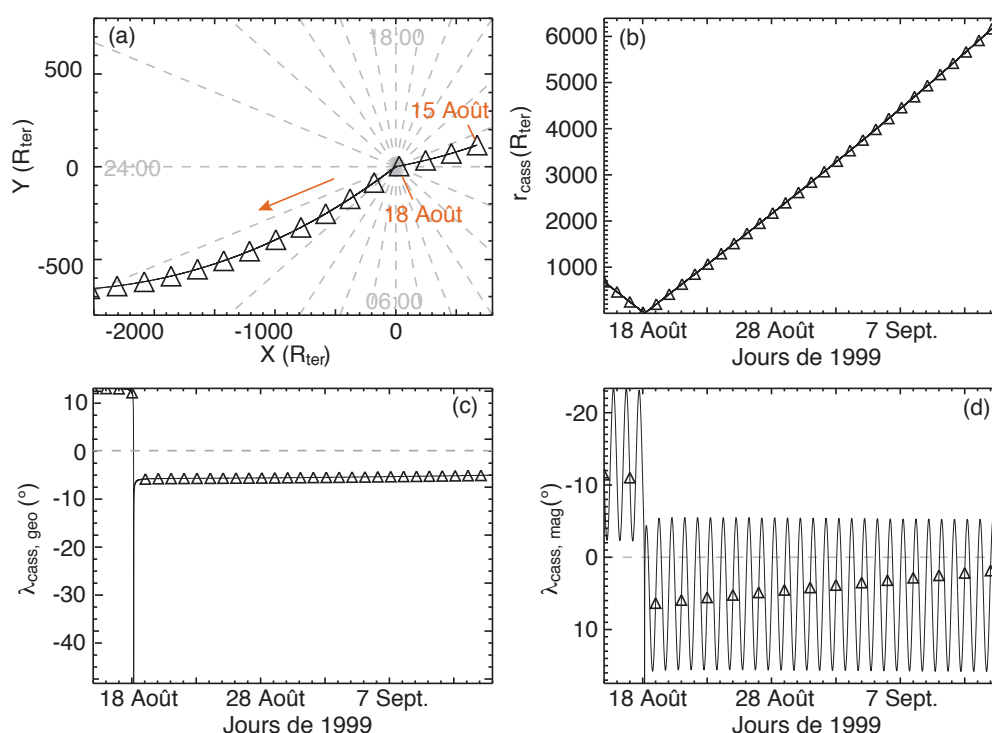 (a)
18:00
500
15 Août
0
24:00
18 Août
-500
06:00
-2000
-1000
0
X (R_ter)
Y (R_ter)
(b)
6000
5000
4000
3000
2000
1000
r_cass (R_ter)
18 Août
28 Août
7 Sept.
Jours de 1999
(c)
10
0
-10
-20
-30
-40
λ_cass, geo (°)
18 Août
28 Août
7 Sept.
Jours de 1999
(d)
-20
-10
0
10
λ_cass, mag (°)
18 Août
28 Août
7 Sept.
Jours de 1999